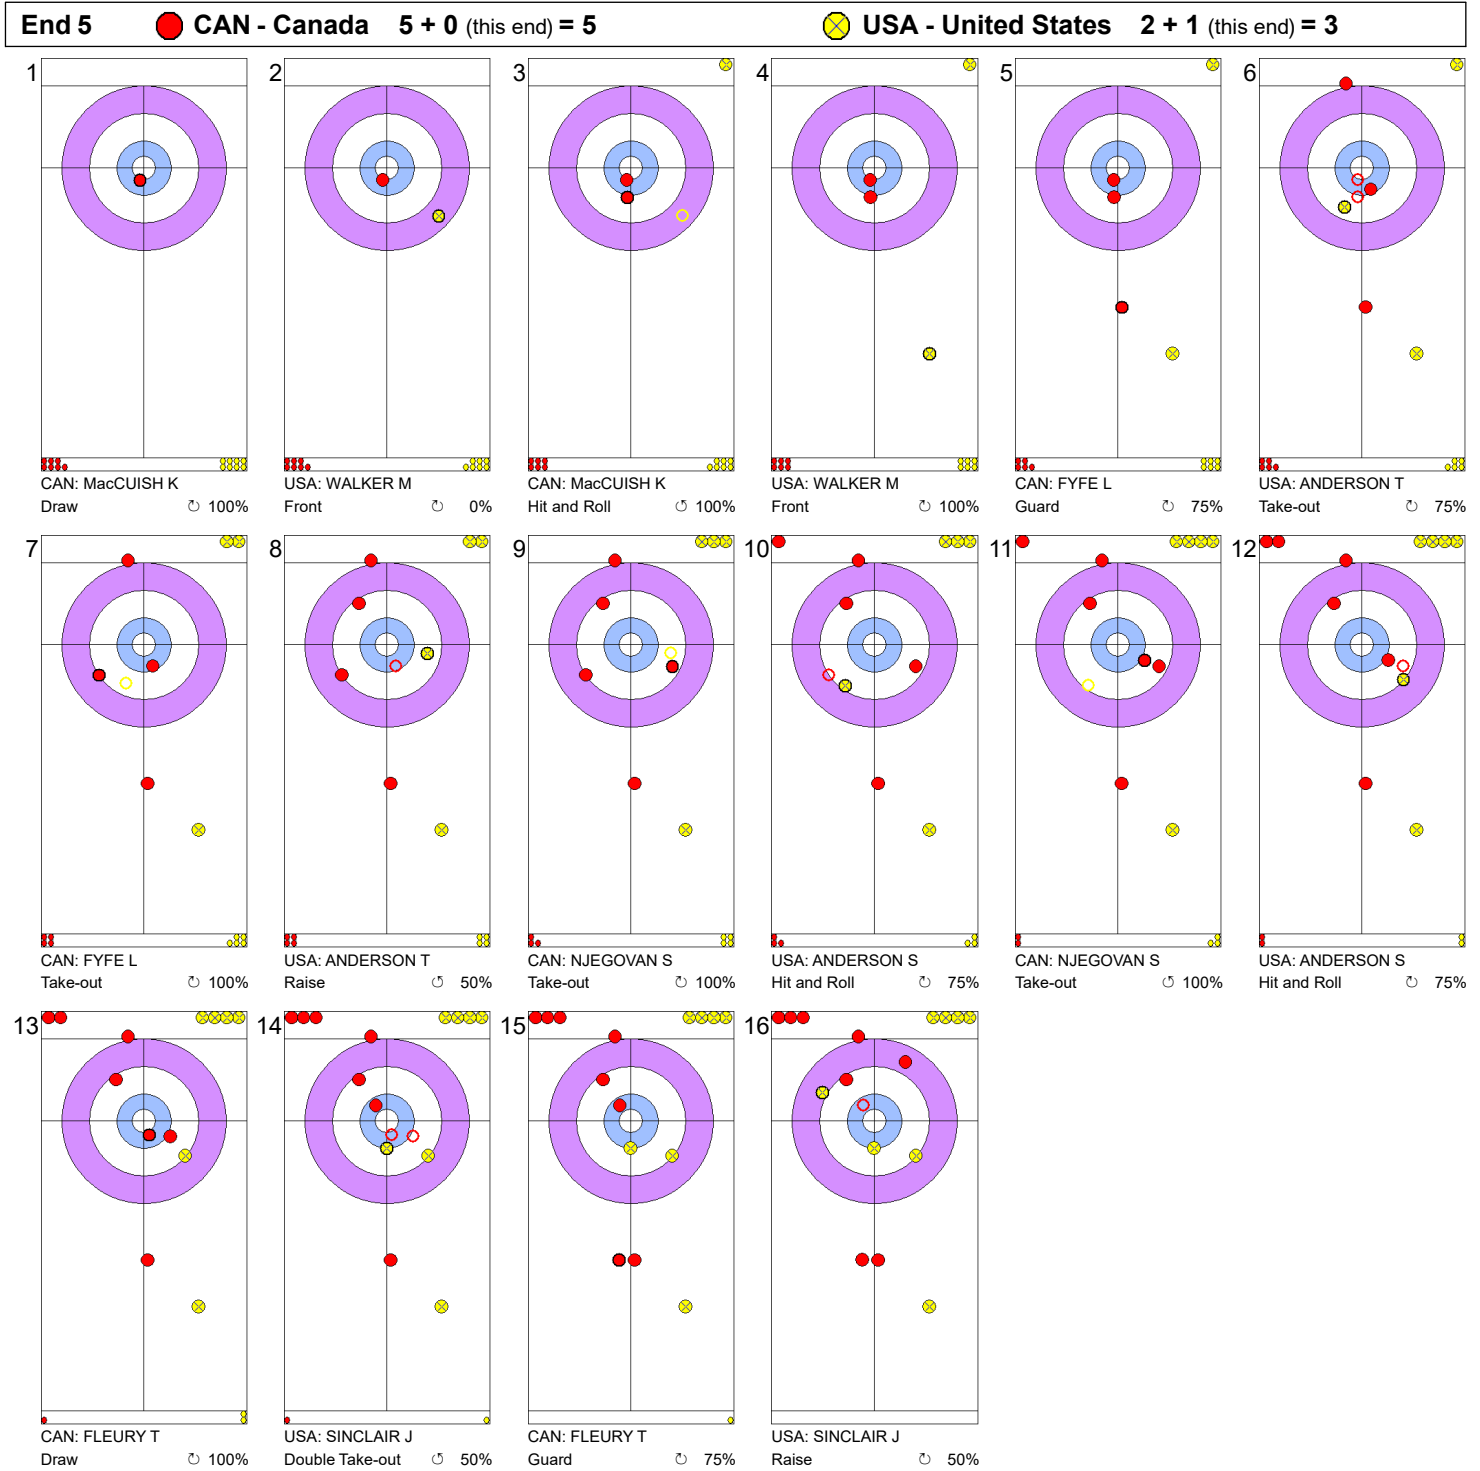 End 5 CAN - Canada 5 + 0 (this end) = 5 USA - United States 2 + 1 (this end) = 3
1 2 3 4 5 6
CAN: MacCUISH K USA: WALKER M CAN: MacCUISH K USA: WALKER M CAN: FYFE L USA: ANDERSON T
Draw ↻ 100% Front ↻ 0% Hit and Roll ↺ 100% Front ↺ 100% Guard ↻ 75% Take-out ↻ 75%
7 8 9 10 11 12
CAN: FYFE L USA: ANDERSON T CAN: NJEGOVAN S USA: ANDERSON S CAN: NJEGOVAN S USA: ANDERSON S
Take-out ↻ 100% Raise ↺ 50% Take-out ↻ 100% Hit and Roll ↺ 75% Take-out ↺ 100% Hit and Roll ↻ 75%
13 14 15 16
CAN: FLEURY T USA: SINCLAIR J CAN: FLEURY T USA: SINCLAIR J
Draw ↻ 100% Double Take-out ↺ 50% Guard ↻ 75% Raise ↻ 50%